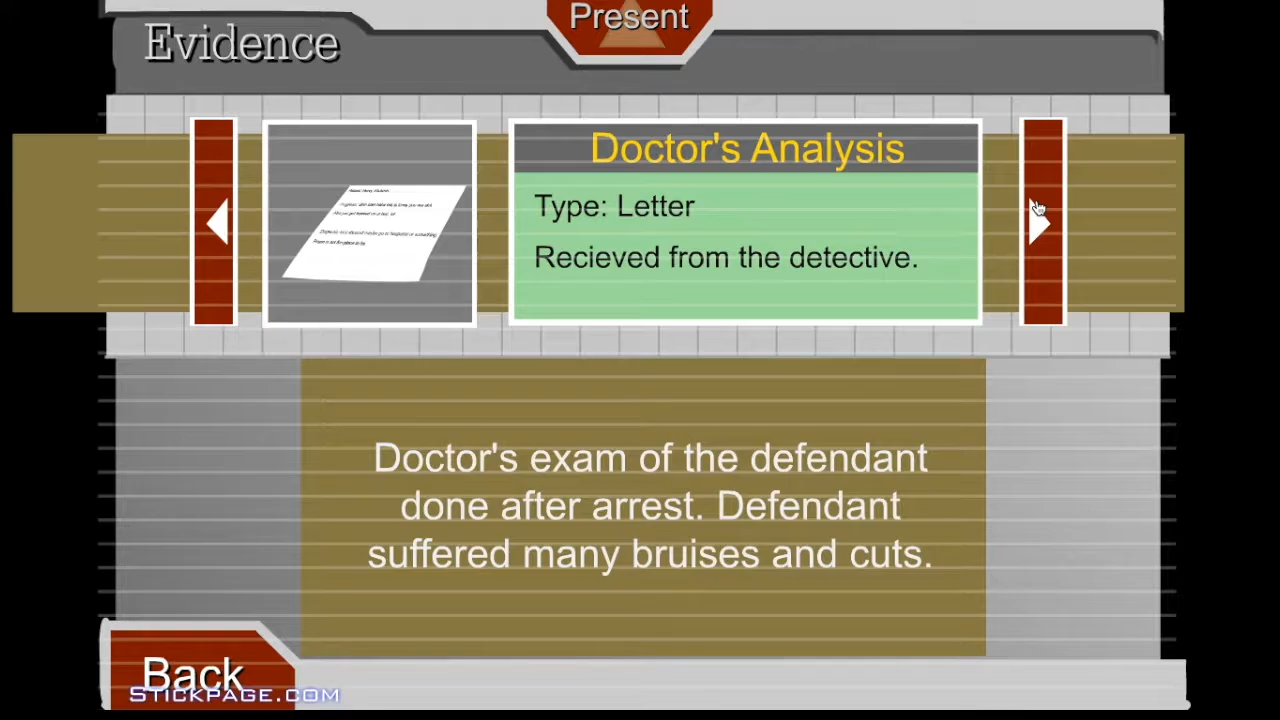 Present
Evidence
Doctor's Analysis
Type: Letter
Recieved from the detective.
Doctor's exam of the defendant
done after arrest. Defendant
suffered many bruises and cuts.
Back
STICKPAGE.COM